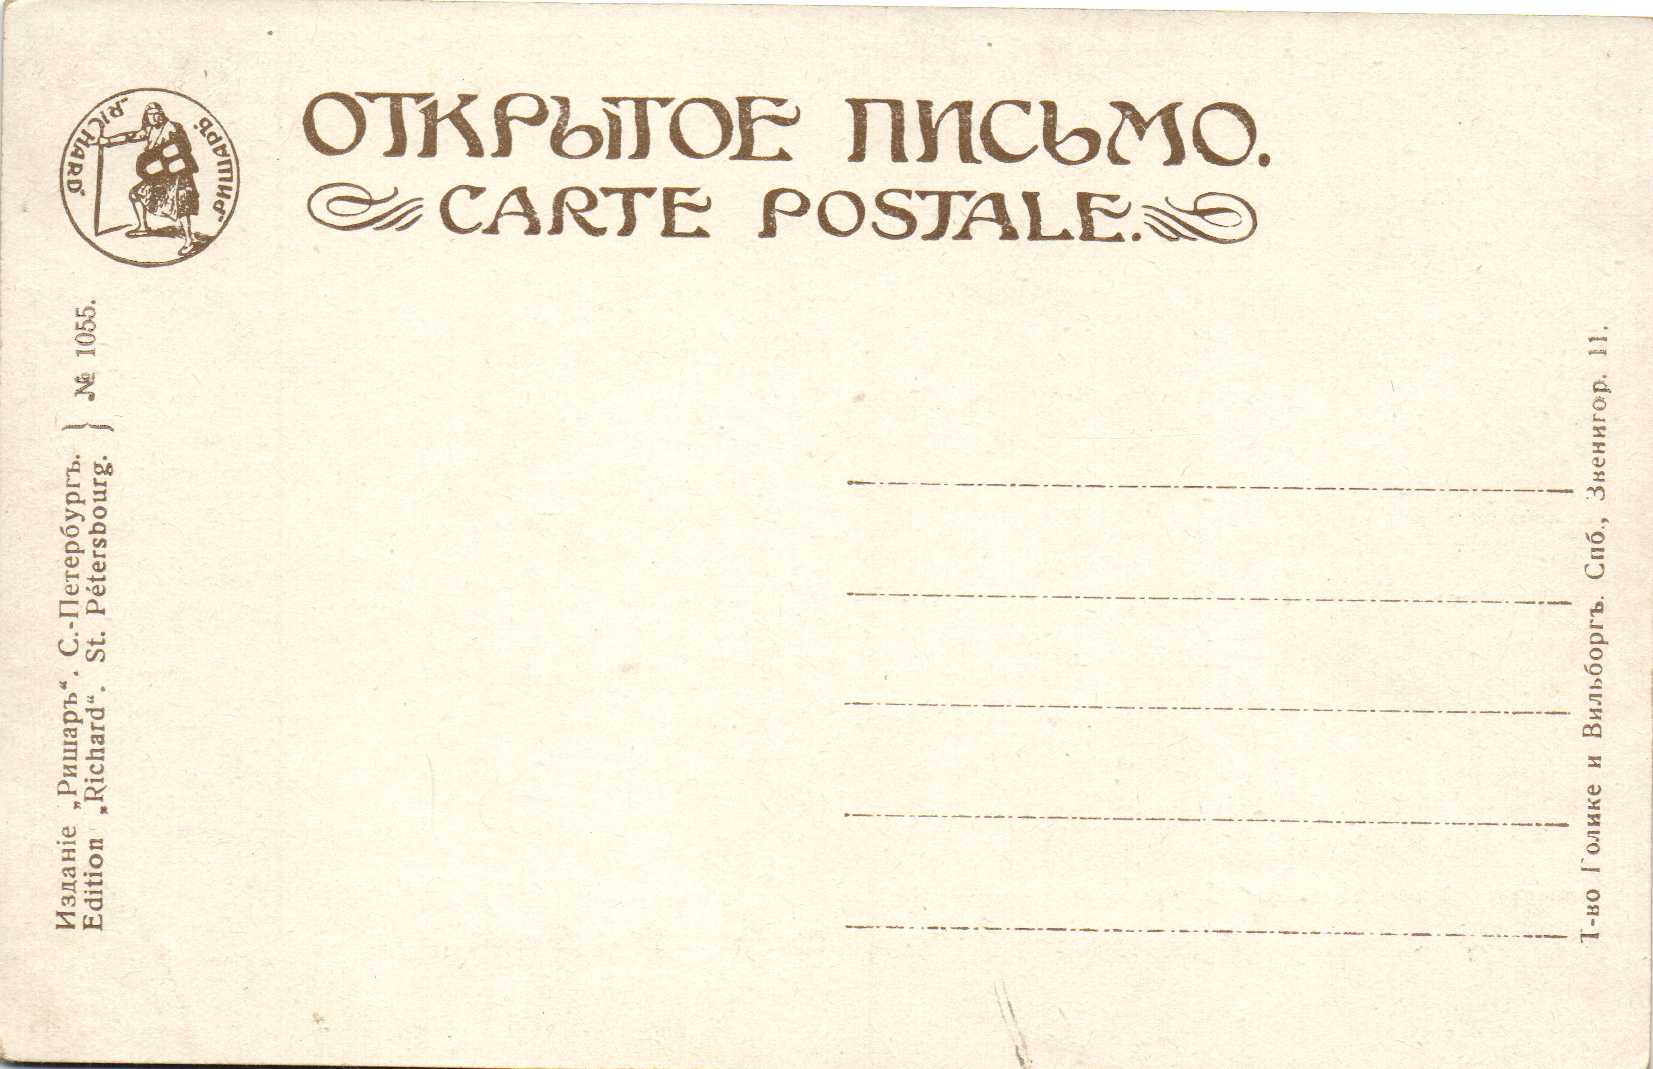 ОТКРЫТОЕ ПИСЬМО.
CARTE POSTALE.
„RICHARD“
„РИШАРЪ“
Изданіе „Ришаръ“. С.-Петербургъ.
Edition „Richard“. St. Pétersbourg.
№ 1055.
Т-во Голике и Вильборгъ. Спб., Звенигор. 11.